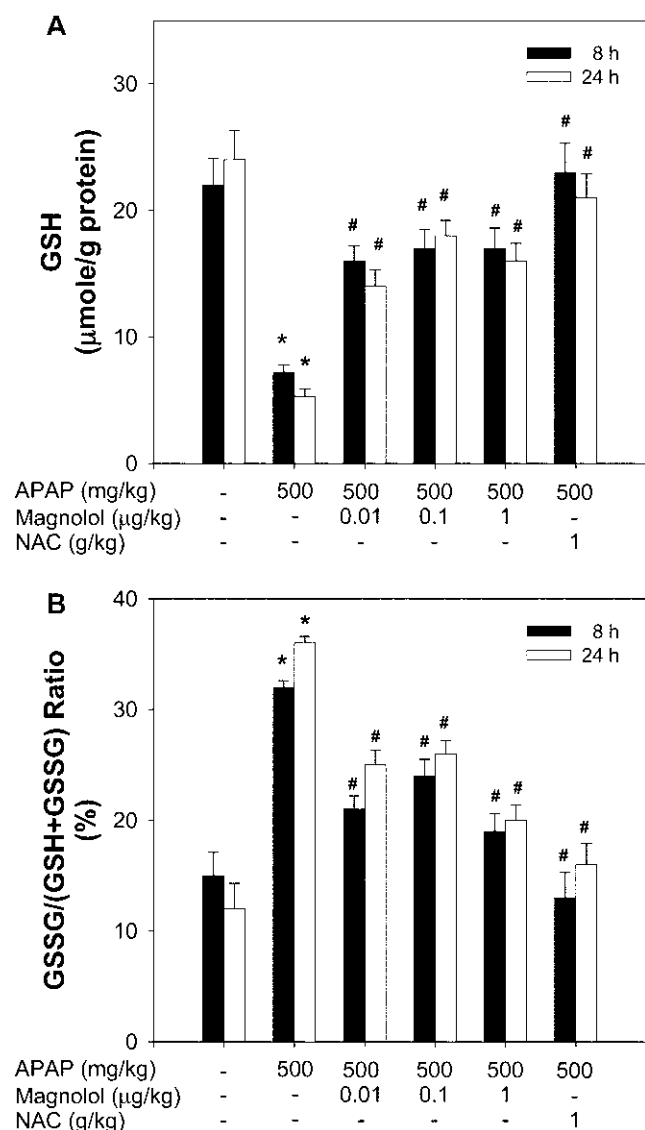 A
8 h
24 h
30
20
10
0
GSH
(µmole/g protein)
# #
# # # # # #
* *
APAP (mg/kg) - 500 500 500 500 500
Magnolol (µg/kg) - - 0.01 0.1 1 -
NAC (g/kg) - - - - - 1
B
8 h
24 h
40
30
20
10
0
GSSG/(GSH+GSSG) Ratio
(%)
* *
# # # # # # # #
APAP (mg/kg) - 500 500 500 500 500
Magnolol (µg/kg) - - 0.01 0.1 1 -
NAC (g/kg) - - - - - 1